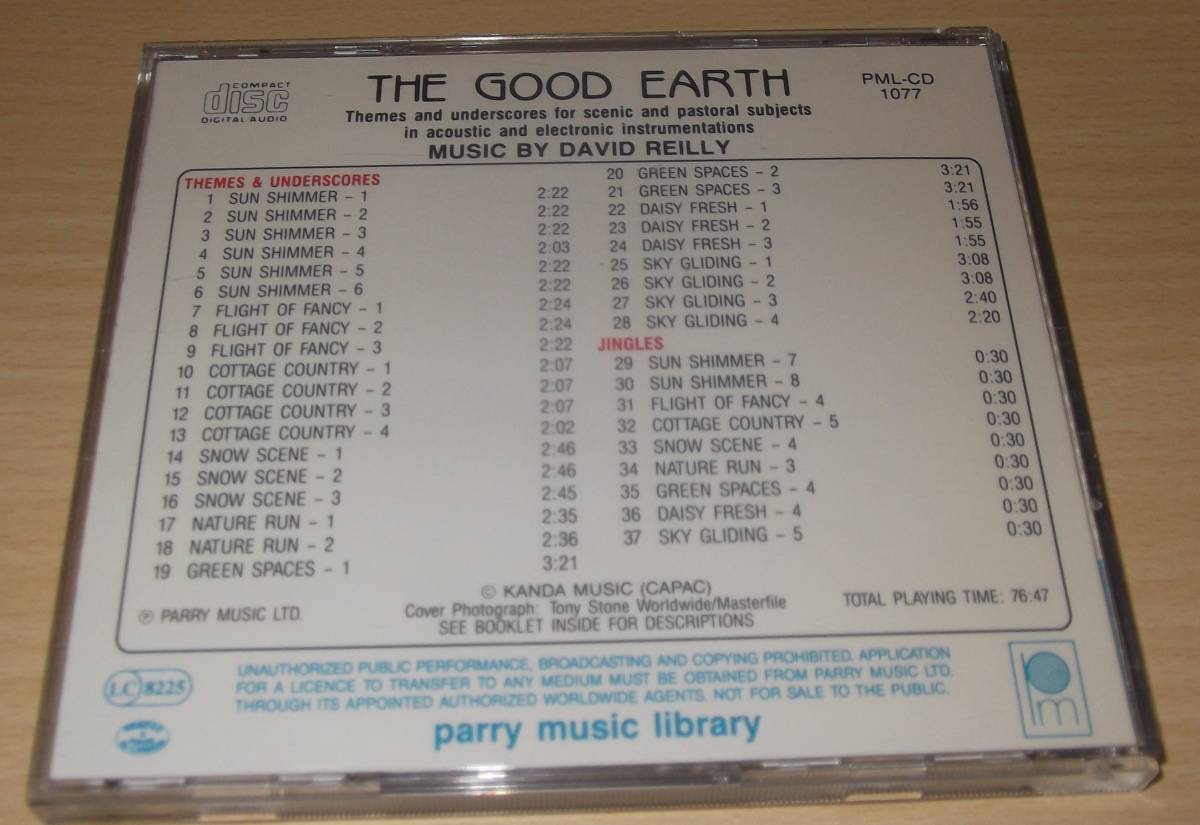 COMPACT
disc
DIGITAL AUDIO
THE GOOD EARTH
PML-CD
1077
Themes and underscores for scenic and pastoral subjects
in acoustic and electronic instrumentations
MUSIC BY DAVID REILLY
THEMES & UNDERSCORES
1 SUN SHIMMER - 1 2:22
2 SUN SHIMMER - 2 2:22
3 SUN SHIMMER - 3 2:22
4 SUN SHIMMER - 4 2:03
5 SUN SHIMMER - 5 2:22
6 SUN SHIMMER - 6 2:22
7 FLIGHT OF FANCY - 1 2:24
8 FLIGHT OF FANCY - 2 2:24
9 FLIGHT OF FANCY - 3 2:22
10 COTTAGE COUNTRY - 1 2:07
11 COTTAGE COUNTRY - 2 2:07
12 COTTAGE COUNTRY - 3 2:07
13 COTTAGE COUNTRY - 4 2:02
14 SNOW SCENE - 1 2:46
15 SNOW SCENE - 2 2:46
16 SNOW SCENE - 3 2:45
17 NATURE RUN - 1 2:35
18 NATURE RUN - 2 2:36
19 GREEN SPACES - 1 3:21
20 GREEN SPACES - 2 3:21
21 GREEN SPACES - 3 3:21
22 DAISY FRESH - 1 1:56
23 DAISY FRESH - 2 1:55
24 DAISY FRESH - 3 1:55
25 SKY GLIDING - 1 3:08
26 SKY GLIDING - 2 3:08
27 SKY GLIDING - 3 2:40
28 SKY GLIDING - 4 2:20
JINGLES
29 SUN SHIMMER - 7 0:30
30 SUN SHIMMER - 8 0:30
31 FLIGHT OF FANCY - 4 0:30
32 COTTAGE COUNTRY - 5 0:30
33 SNOW SCENE - 4 0:30
34 NATURE RUN - 3 0:30
35 GREEN SPACES - 4 0:30
36 DAISY FRESH - 4 0:30
37 SKY GLIDING - 5 0:30
© KANDA MUSIC (CAPAC)
℗ PARRY MUSIC LTD.
Cover Photograph: Tony Stone Worldwide/Masterfile
TOTAL PLAYING TIME: 76:47
SEE BOOKLET INSIDE FOR DESCRIPTIONS
LC 8225
UNAUTHORIZED PUBLIC PERFORMANCE, BROADCASTING AND COPYING PROHIBITED. APPLICATION
FOR A LICENCE TO TRANSFER TO ANY MEDIUM MUST BE OBTAINED FROM PARRY MUSIC LTD.
THROUGH ITS APPOINTED AUTHORIZED WORLDWIDE AGENTS. NOT FOR SALE TO THE PUBLIC.
parry music library
pm